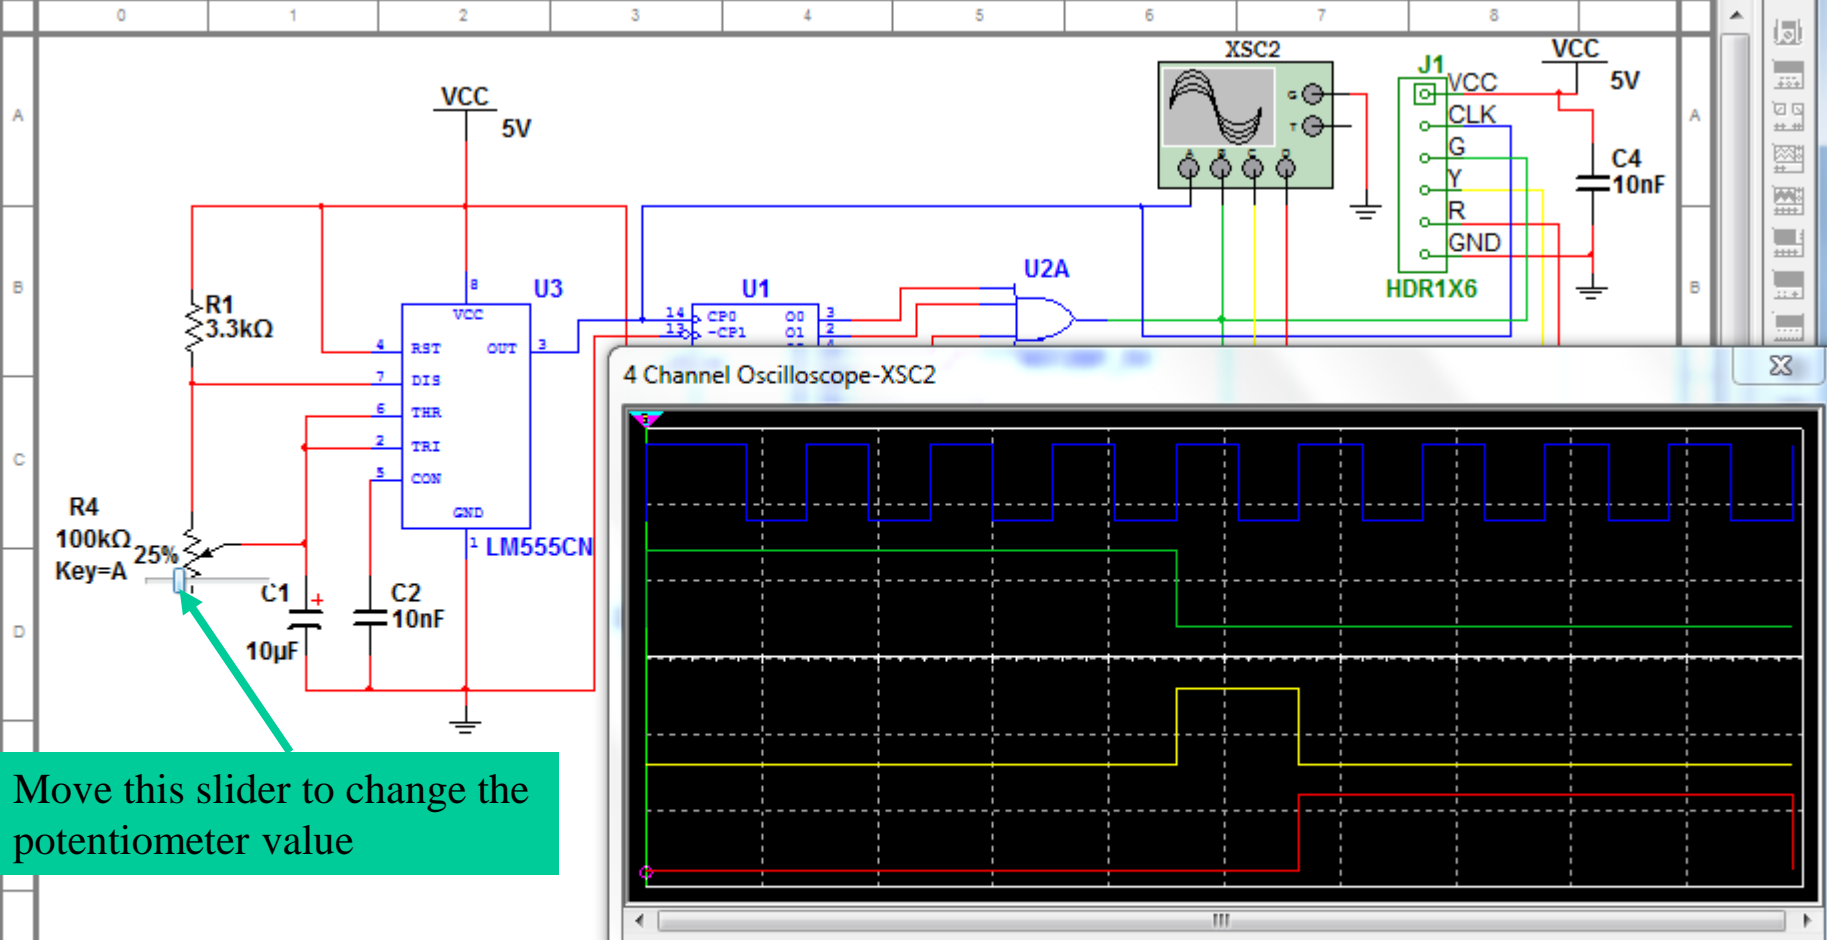 0 1 2 3 4 5 6 7 8
XSC2
VCC
J1
VCC
5V
VCC
5V
A
A
G
T
A B C D
CLK
G
Y
R
GND
C4
10nF
HDR1X6
B
B
R1
3.3kΩ
8
VCC
U3
U1
U2A
4 RST OUT 3
7 DIS
6 THR
2 TRI
5 CON
GND
1 LM555CN
14 CP0 O0 3
13 -CP1 O1 2
4
4 Channel Oscilloscope-XSC2
C
R4
100kΩ
25%
Key=A
C1
+
10µF
C2
10nF
D
Move this slider to change the
potentiometer value